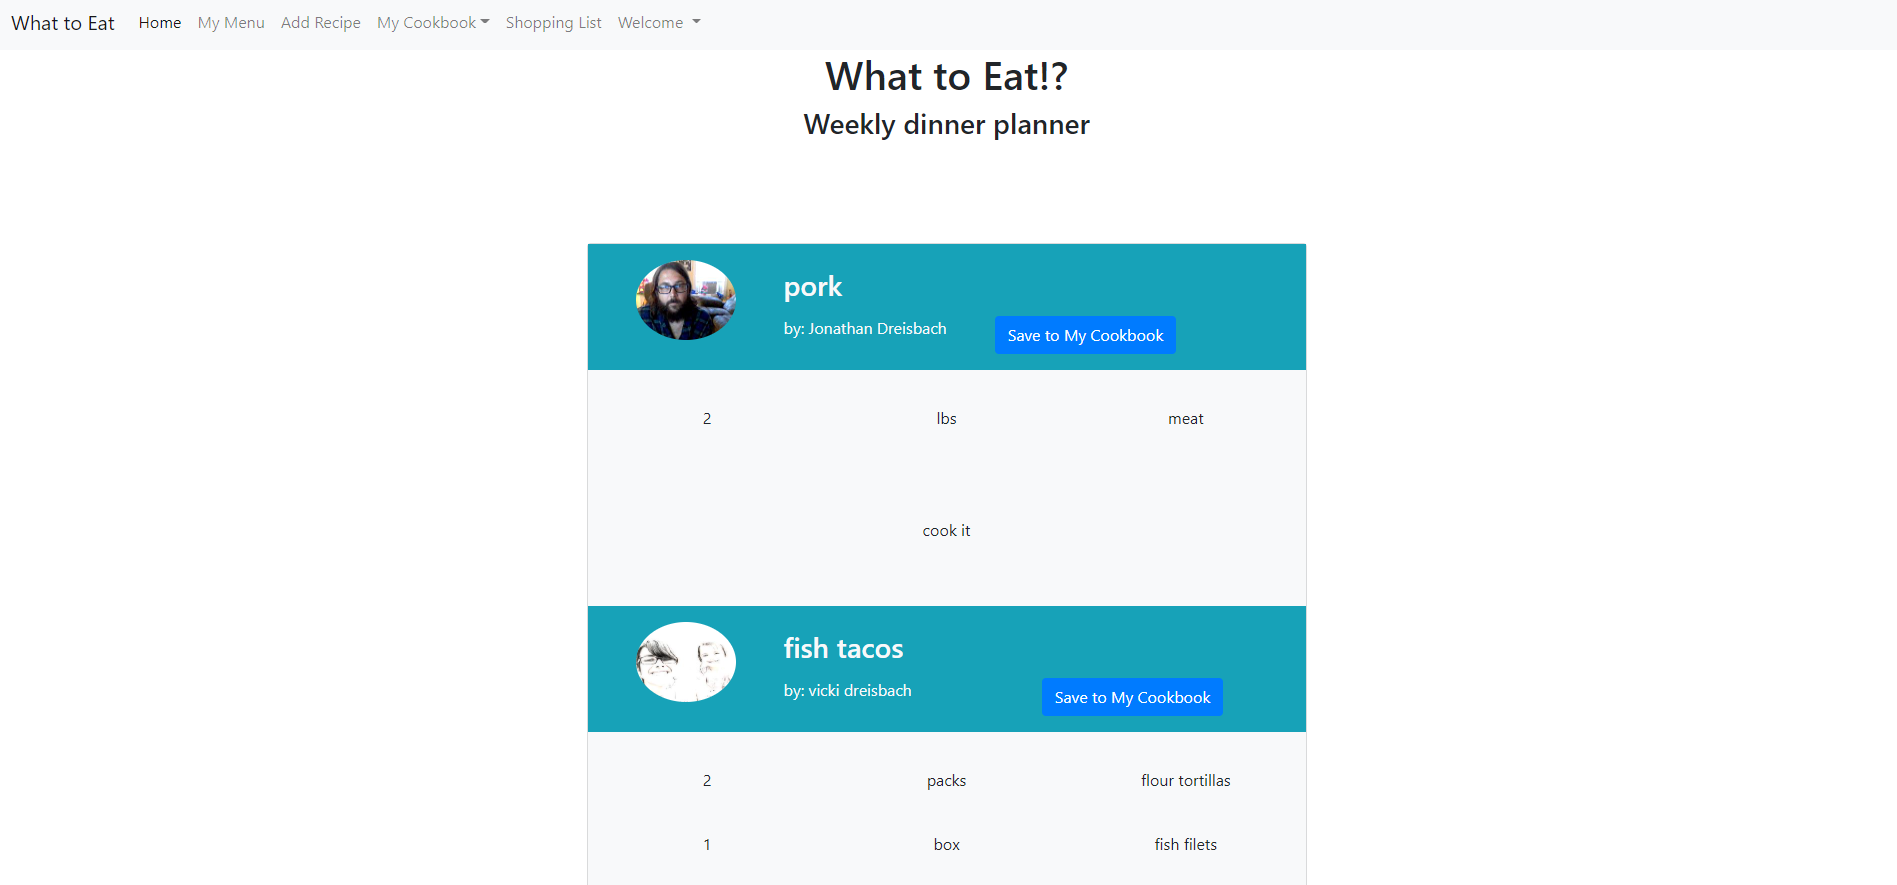 What to Eat Home My Menu Add Recipe My Cookbook Shopping List Welcome
What to Eat!?
Weekly dinner planner
pork
by: Jonathan Dreisbach Save to My Cookbook
2 lbs meat
cook it
fish tacos
by: vicki dreisbach Save to My Cookbook
2 packs flour tortillas
1 box fish filets